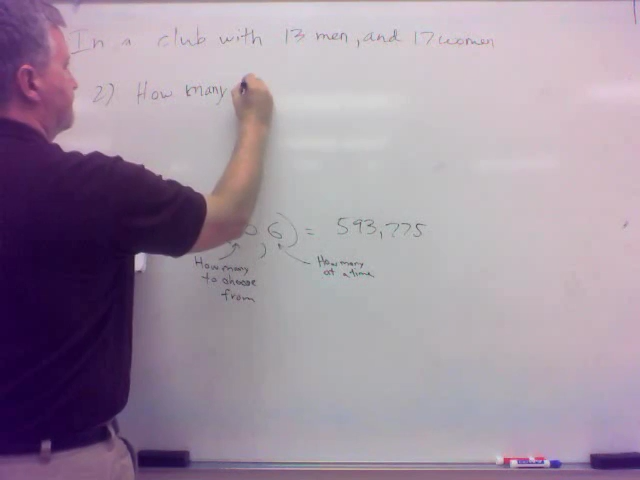 In a club with 13 men, and 17 women
2) How many
0, 6) = 593,775
How many
to choose
from
How many
at a time